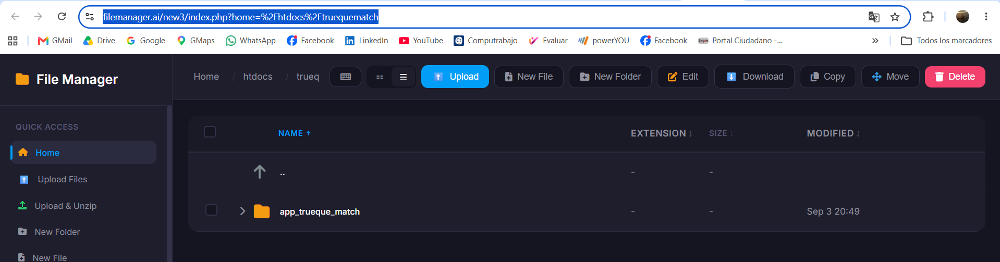 filemanager.ai/new3/index.php?home=%2Fhtdocs%2Ftruequematch
GMail Drive Google GMaps WhatsApp Facebook LinkedIn YouTube Computrabajo Evaluar powerYOU Facebook Portal Ciudadano -... » Todos los marcadores
File Manager
Home / htdocs / trueq Upload New File New Folder Edit Download Copy Move Delete
QUICK ACCESS
Home
Upload Files
Upload & Unzip
New Folder
New File
NAME ↑ EXTENSION ↕ SIZE ↕ MODIFIED ↕
.. - -
app_trueque_match - - Sep 3 20:49